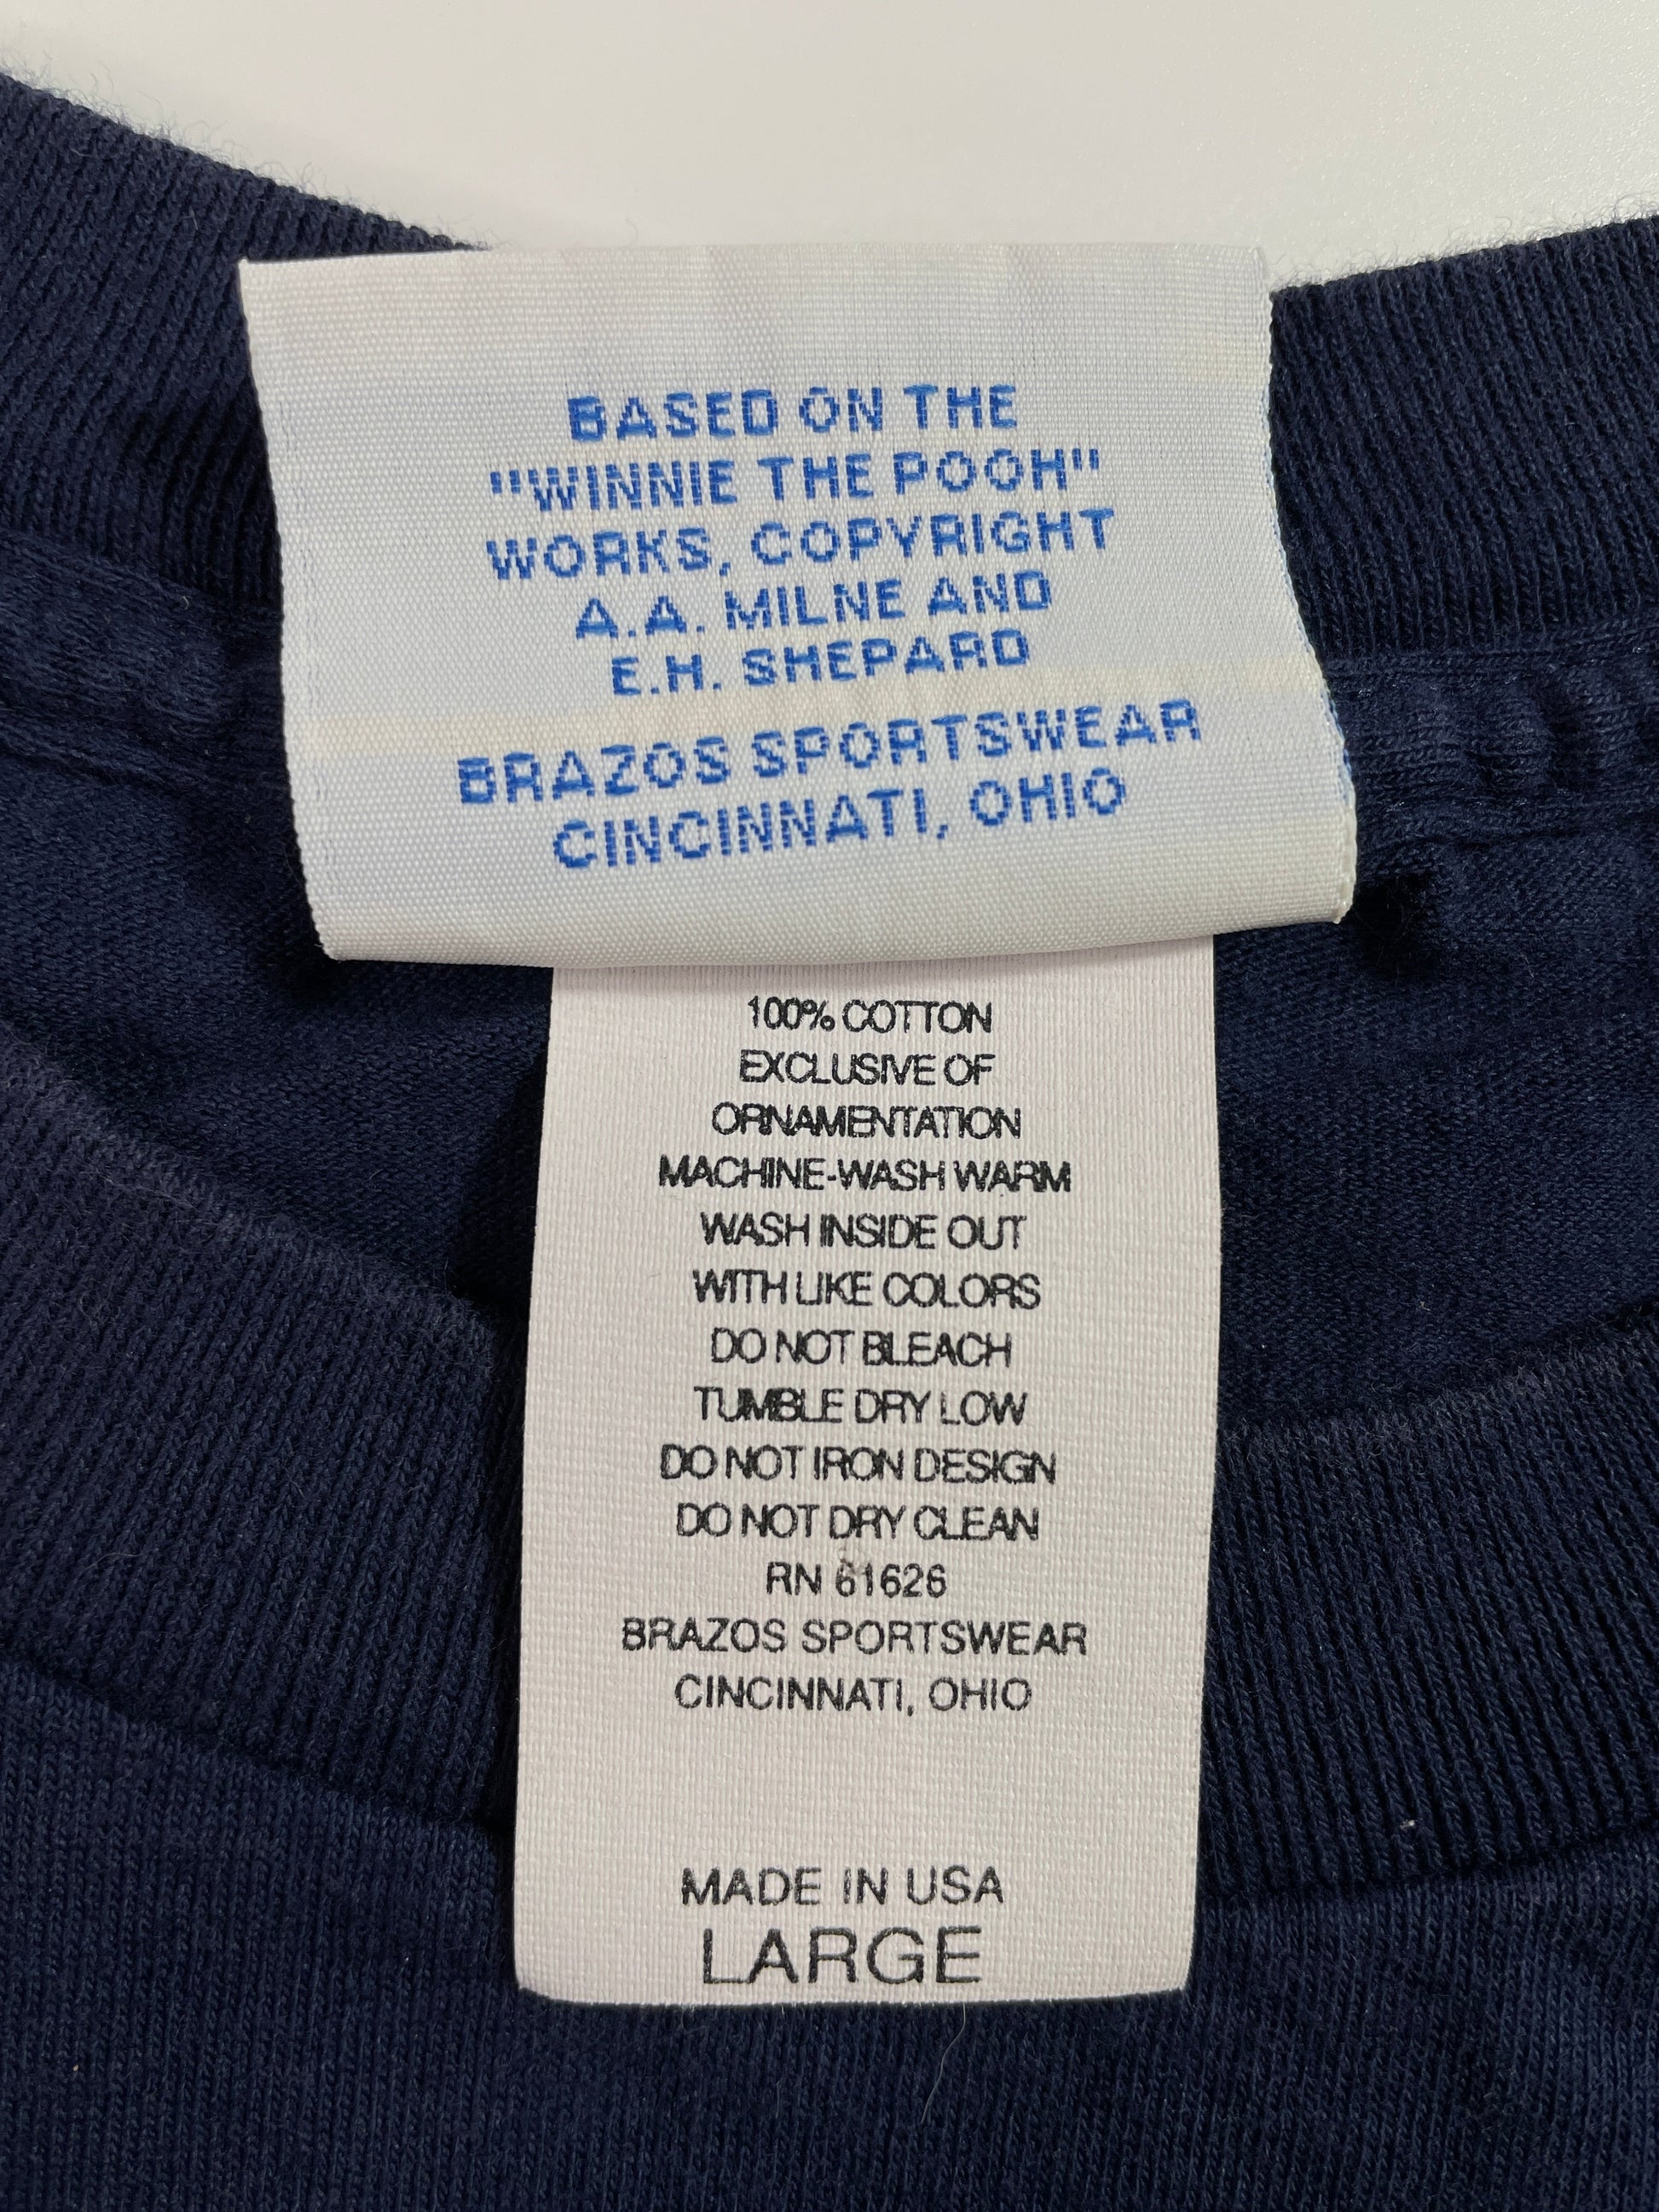 BASED ON THE
"WINNIE THE POOH"
WORKS, COPYRIGHT
A.A. MILNE AND
E.H. SHEPARD
BRAZOS SPORTSWEAR
CINCINNATI, OHIO
100% COTTON
EXCLUSIVE OF
ORNAMENTATION
MACHINE-WASH WARM
WASH INSIDE OUT
WITH LIKE COLORS
DO NOT BLEACH
TUMBLE DRY LOW
DO NOT IRON DESIGN
DO NOT DRY CLEAN
RN 61626
BRAZOS SPORTSWEAR
CINCINNATI, OHIO
MADE IN USA
LARGE